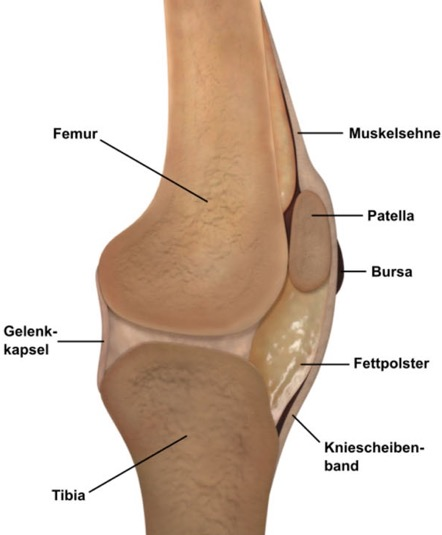 Femur
Muskelsehne
Patella
Bursa
Gelenk-
kapsel
Fettpolster
Kniescheiben-
band
Tibia